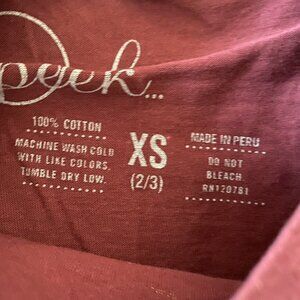 peek...
100% COTTON
MACHINE WASH COLD
WITH LIKE COLORS.
TUMBLE DRY LOW.
XS
(2/3)
MADE IN PERU
DO NOT
BLEACH
RN120781